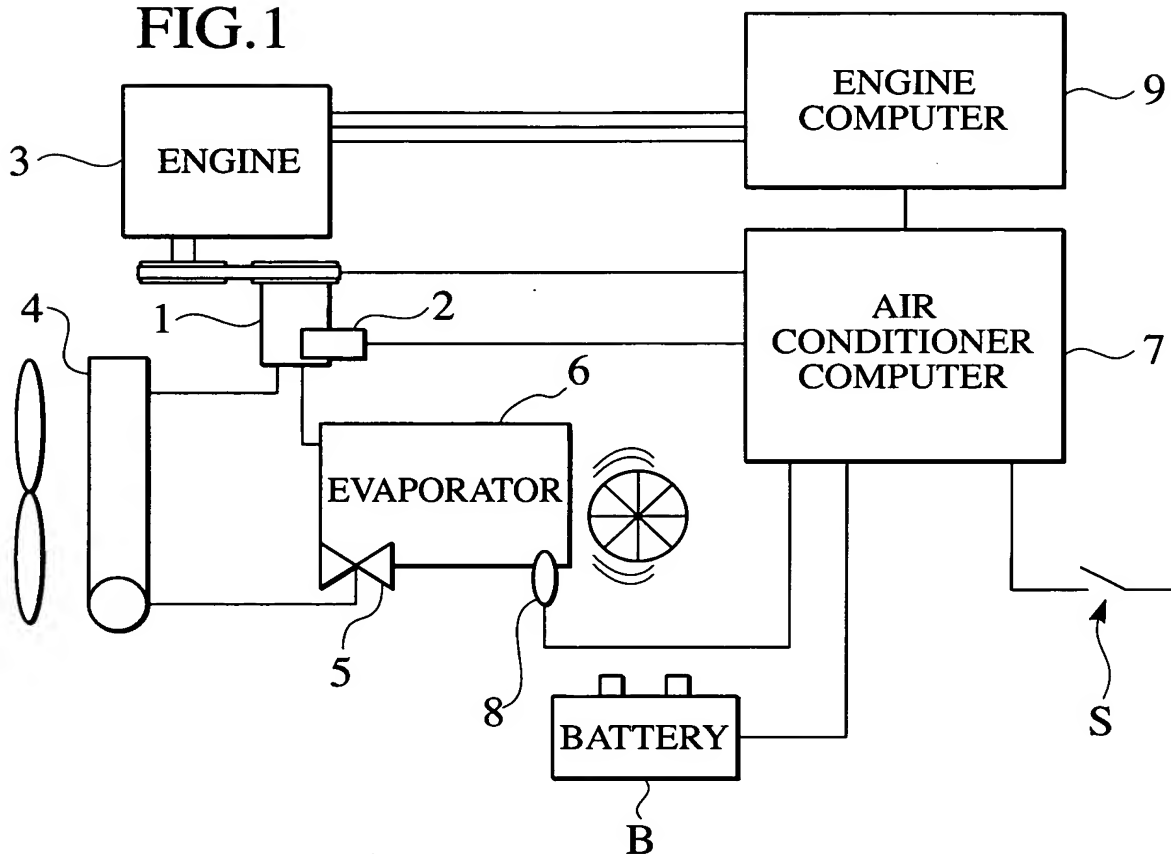 FIG.1
ENGINE
COMPUTER
9
3
ENGINE
1
2
4
AIR
CONDITIONER
COMPUTER
7
6
EVAPORATOR
5
8
BATTERY
S
B